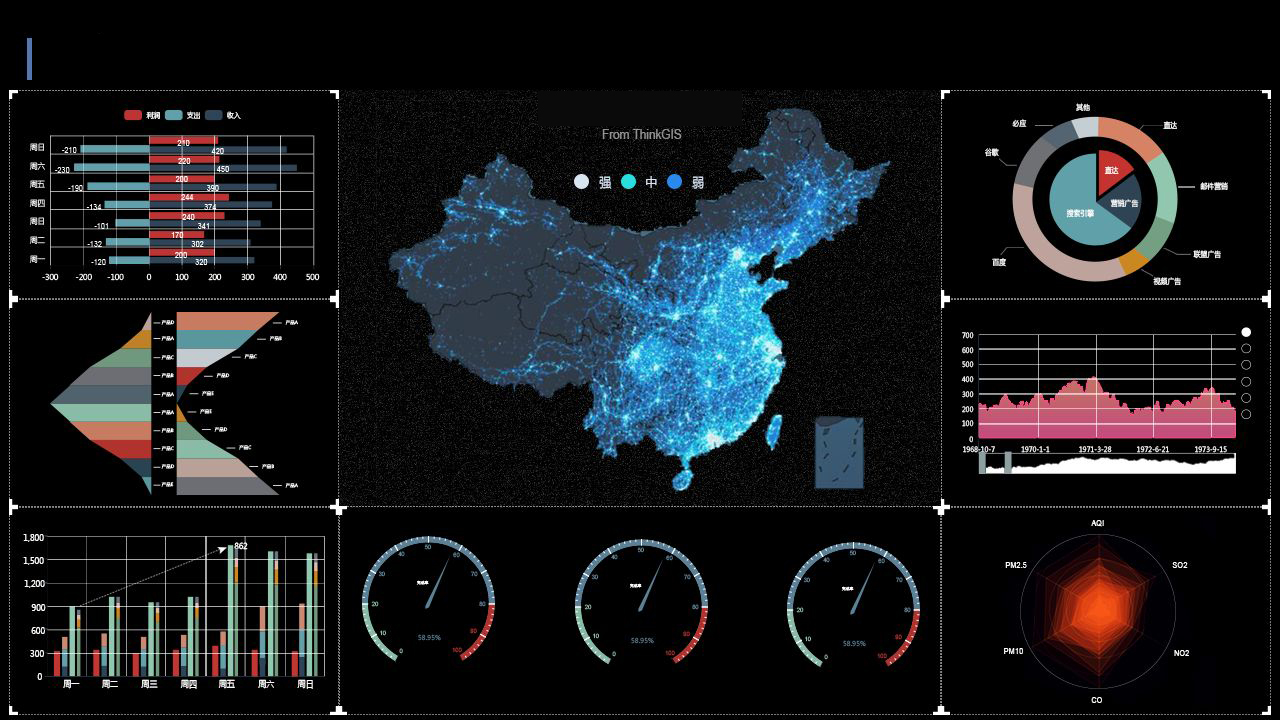 利润 支出 收入
周日 -210 210 420
周六 -230 220 450
周五 -190 200 390
周四 -134 244 374
周日 -101 240 341
周二 -132 170 302
周一 -120 200 320
-300 -200 -100 0 100 200 300 400 500
From ThinkGIS
强 中 弱
其他
必应
直达
谷歌
邮件营销
直达
营销广告
搜索引擎
百度
联盟广告
视频广告
产品D 产品A
产品A 产品B
产品C 产品C
产品B 产品D
产品A 产品E
产品A 产品E
产品B 产品D
产品C 产品C
产品D 产品B
产品E 产品A
700
600
500
400
300
200
100
0
1968-10-7 1970-1-1 1971-3-28 1972-6-21 1973-9-15
1,800
1,500
1,200
900
600
300
0
862
周一 周二 周三 周四 周五 周六 周日
0 10 20 40 50 60 80 100
完成率
58.95%
0 10 20 40 50 60 80 100
完成率
58.95%
0 10 20 40 50 60 80 100
完成率
58.95%
AQI
PM2.5 SO2
PM10 NO2
CO